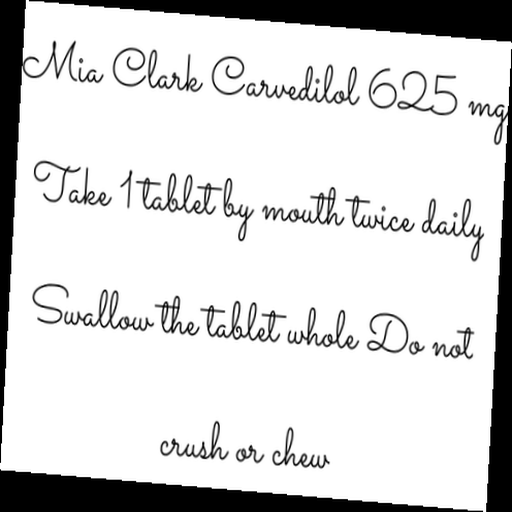 Mia Clark Carvedilol 625 mg
Take 1 tablet by mouth twice daily
Swallow the tablet whole Do not
crush or chew